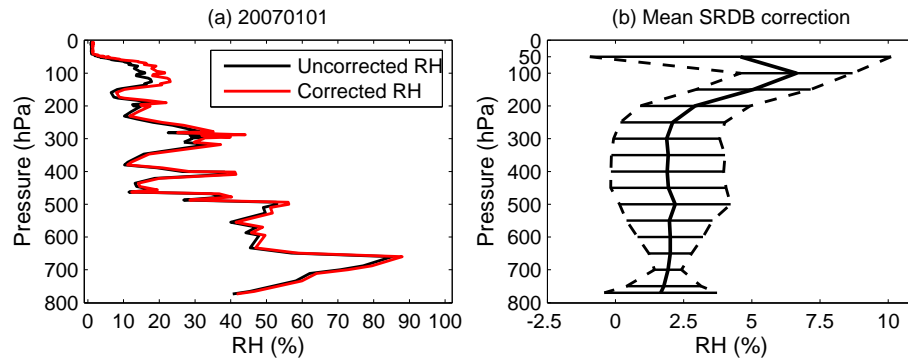 (a) 20070101
0
100
200
300
400
500
600
700
800
Pressure (hPa)
0 10 20 30 40 50 60 70 80 90 100
RH (%)
Uncorrected RH
Corrected RH
(b) Mean SRDB correction
0
50
100
200
300
400
500
600
700
800
Pressure (hPa)
-2.5 0 2.5 5 7.5 10
RH (%)